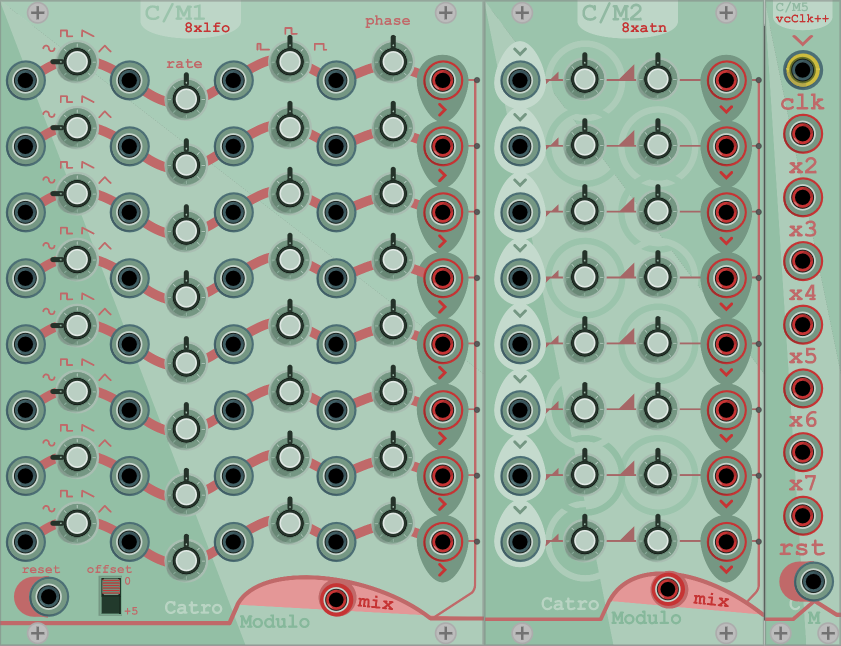 C/M1
8xlfo
rate
phase
reset
offset
0
+5
Catro
Modulo
mix
C/M2
8xatn
Catro
Modulo
mix
C/M5
vcClk++
clk
x2
x3
x4
x5
x6
x7
rst
M